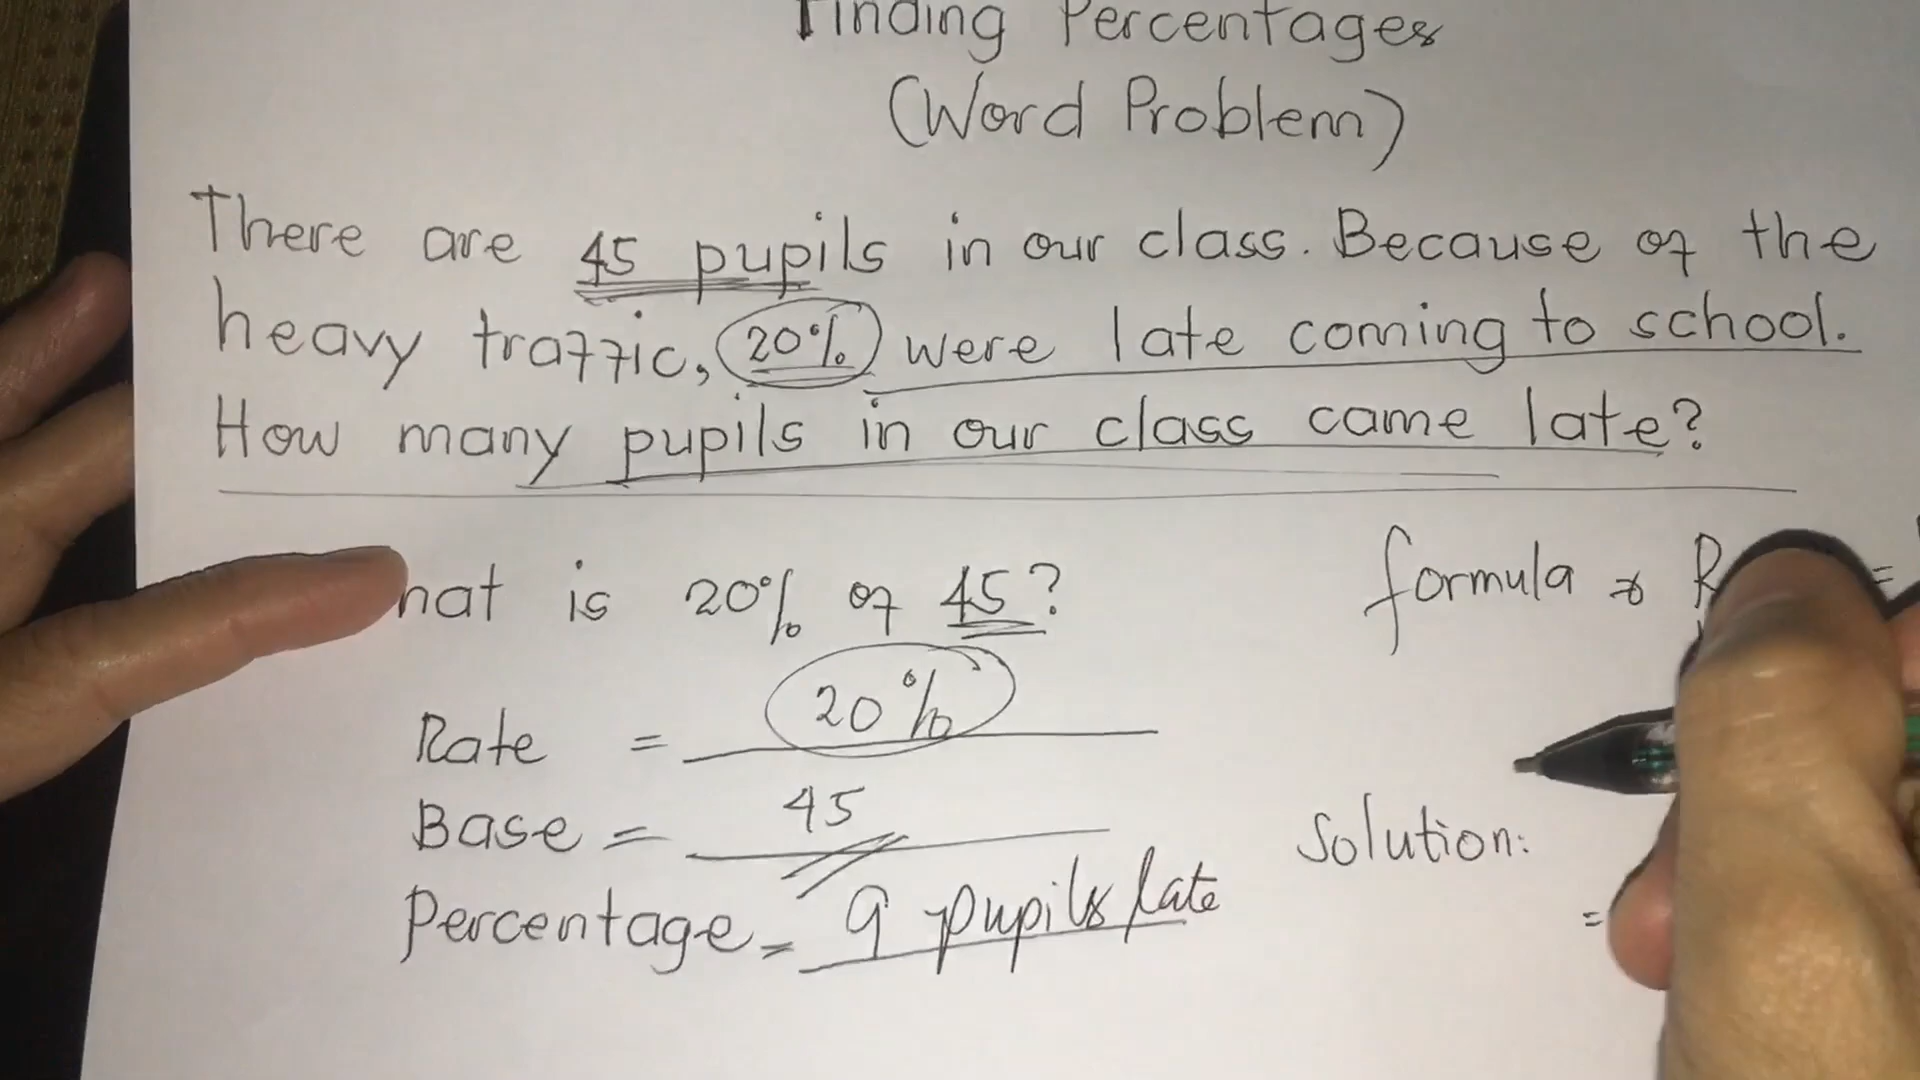 Finding Percentages
(Word Problem)
There are 45 pupils in our class. Because of the
heavy traffic, 20% were late coming to school.
How many pupils in our class came late?
is 20% of 45?
formula → R =
Rate = 20%
Base = 45
Solution:
Percentage = 9 pupils late
=